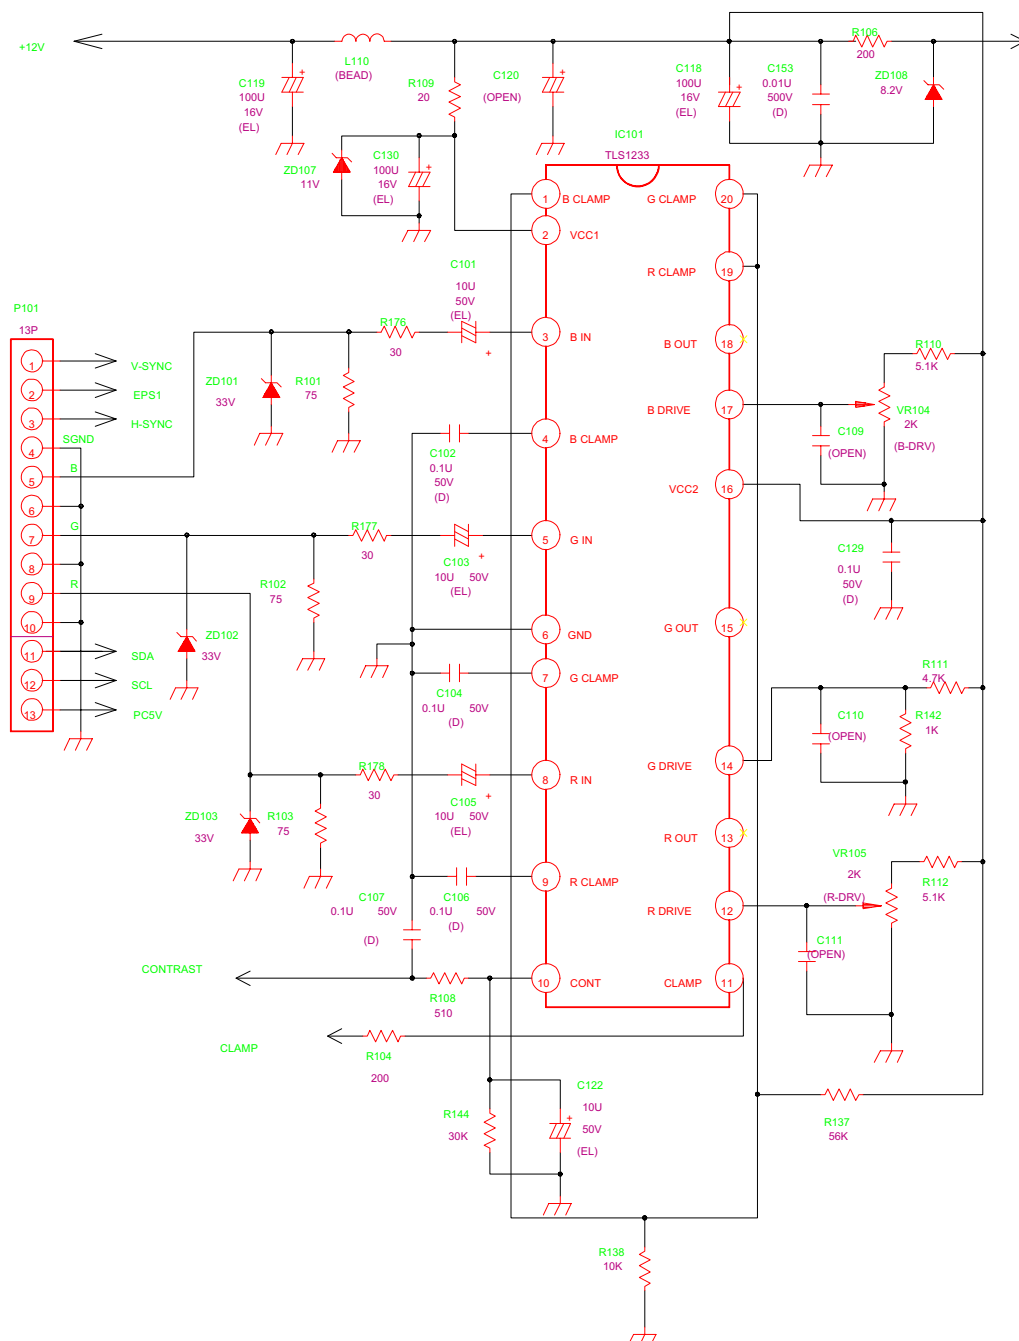 +12V
L110
(BEAD)
C119
100U
16V
(EL)
R109
20
C120
(OPEN)
C118
100U
16V
(EL)
C153
0.01U
500V
(D)
R106
200
ZD108
8.2V
ZD107
11V
C130
100U
16V
(EL)
IC101
TLS1233
1
B CLAMP
G CLAMP
20
2
VCC1
R CLAMP
19
3
B IN
B OUT
18
B DRIVE
17
4
B CLAMP
VCC2
16
5
G IN
6
GND
G OUT
15
7
G CLAMP
G DRIVE
14
8
R IN
R OUT
13
9
R CLAMP
R DRIVE
12
10
CONT
CLAMP
11
C101
10U
50V
(EL)
+
R176
30
P101
13P
1
V-SYNC
2
EPS1
3
H-SYNC
4
SGND
5
B
6
7
G
8
9
R
10
11
SDA
12
SCL
13
PC5V
ZD101
33V
R101
75
C102
0.1U
50V
(D)
R177
30
C103
10U 50V
(EL)
+
R102
75
ZD102
33V
C104
0.1U 50V
(D)
R178
30
C105
10U 50V
(EL)
+
ZD103
33V
R103
75
C107
0.1U 50V
(D)
C106
0.1U 50V
(D)
CONTRAST
R108
510
CLAMP
R104
200
R144
30K
C122
10U
50V
(EL)
R110
5.1K
VR104
2K
(B-DRV)
C109
(OPEN)
C129
0.1U
50V
(D)
R111
4.7K
C110
(OPEN)
R142
1K
VR105
2K
(R-DRV)
R112
5.1K
C111
(OPEN)
R137
56K
R138
10K